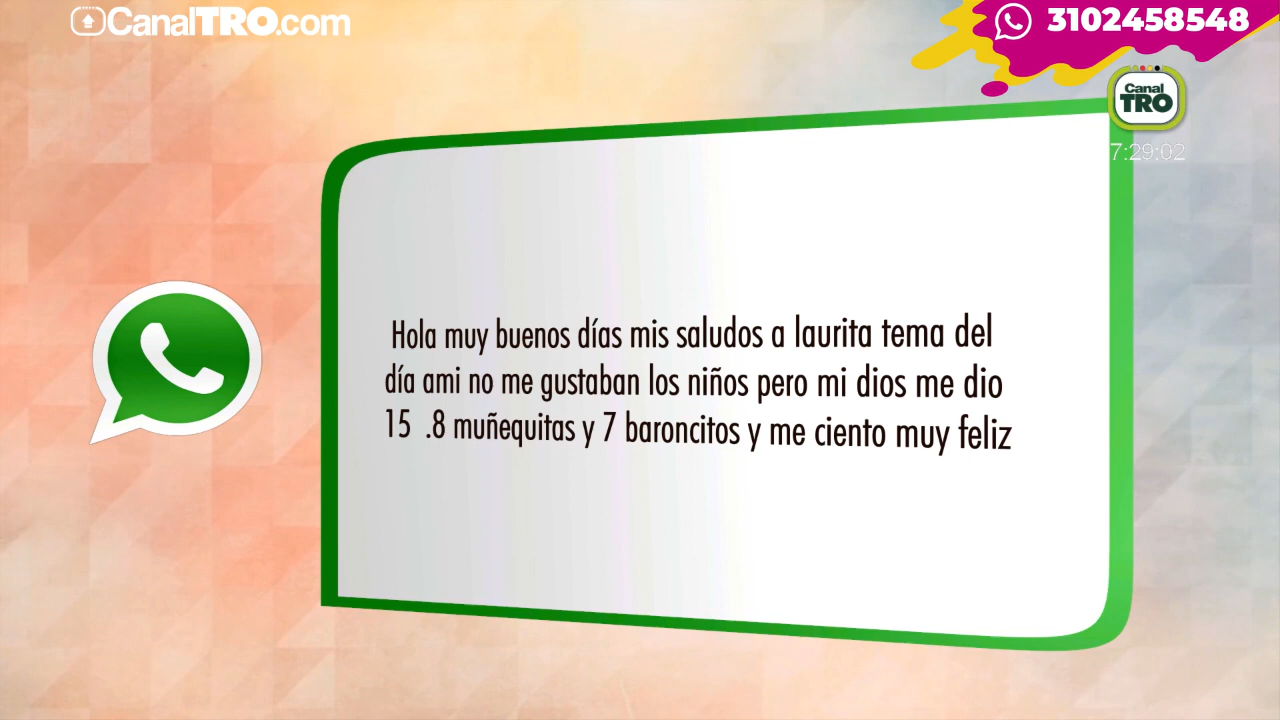 CanalTRO.com
3102458548
Canal
TRO
7:29:02
Hola muy buenos días mis saludos a laurita tema del
día ami no me gustaban los niños pero mi dios me dio
15 .8 muñequitas y 7 baroncitos y me ciento muy feliz